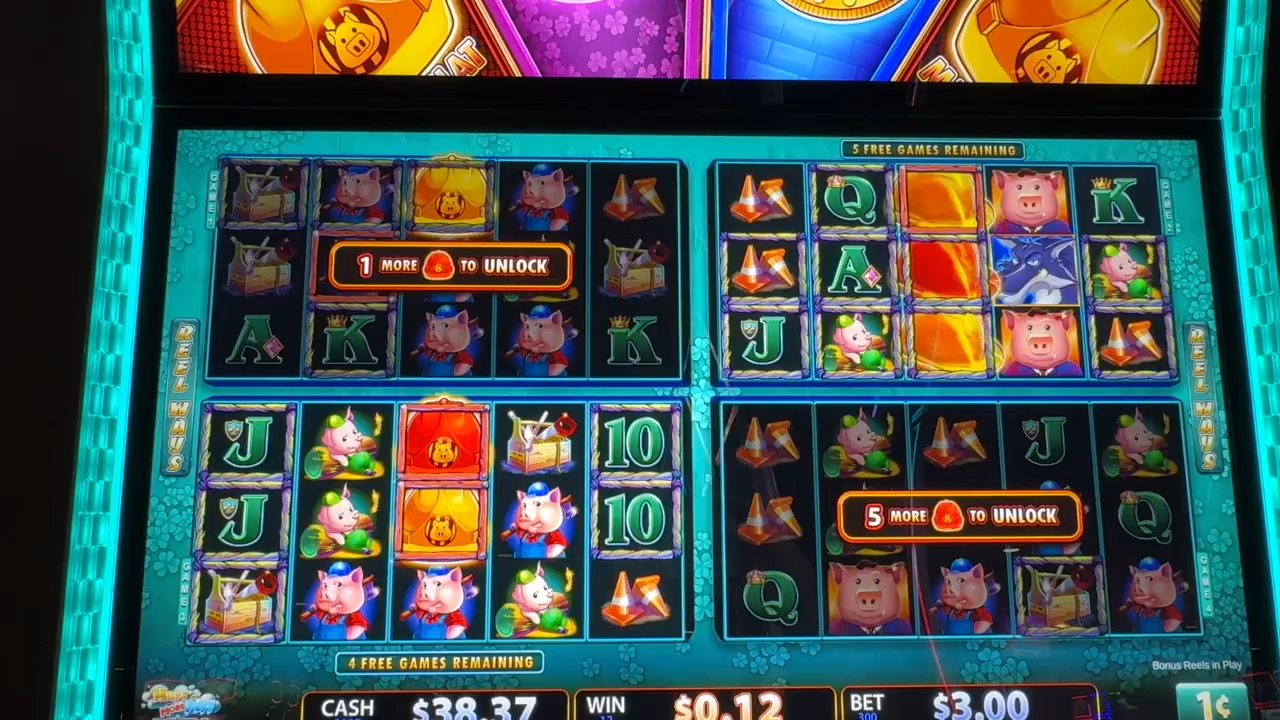 5 FREE GAMES REMAINING
Q
K
A
J
1 MORE TO UNLOCK
A
K
K
REEL WAYS
REEL WAYS
J
10
J
10
J
Q
Q
5 MORE TO UNLOCK
4 FREE GAMES REMAINING
Bonus Reels in Play
CASH $38.37
WIN $0.12
BET 300 $3.00
1¢